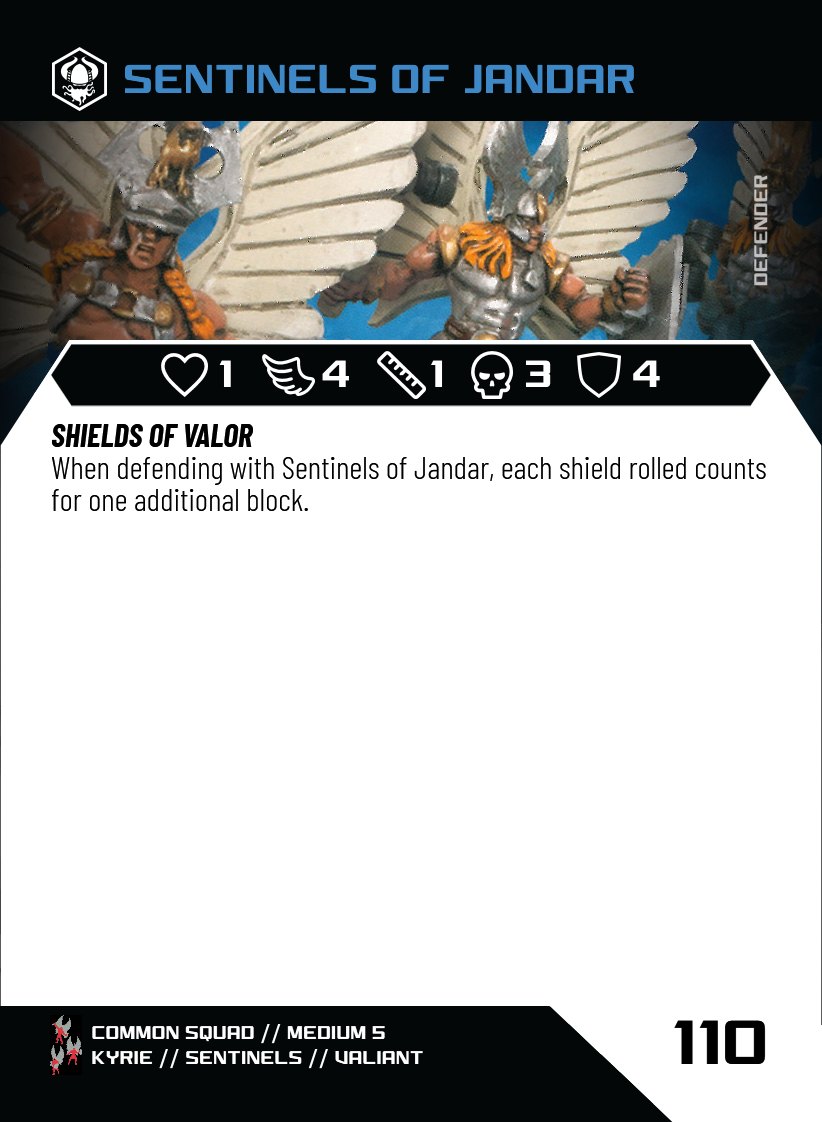 SENTINELS OF JANDAR
DEFENDER
1 4 1 3 4
SHIELDS OF VALOR
When defending with Sentinels of Jandar, each shield rolled counts
for one additional block.
COMMON SQUAD // MEDIUM 5
KYRIE // SENTINELS // VALIANT
110